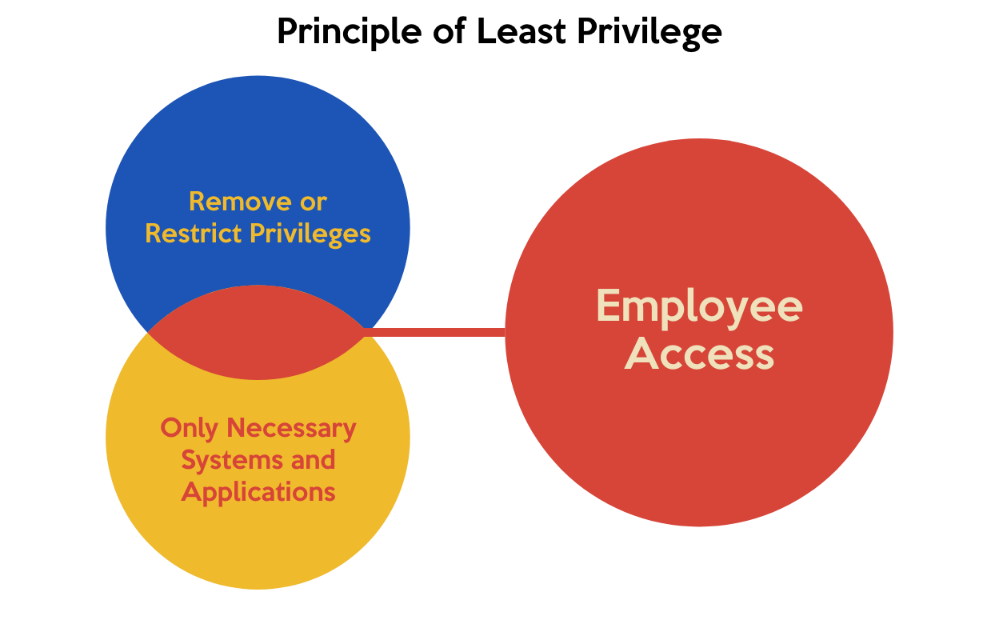 Principle of Least Privilege
Remove or
Restrict Privileges
Only Necessary
Systems and
Applications
Employee
Access